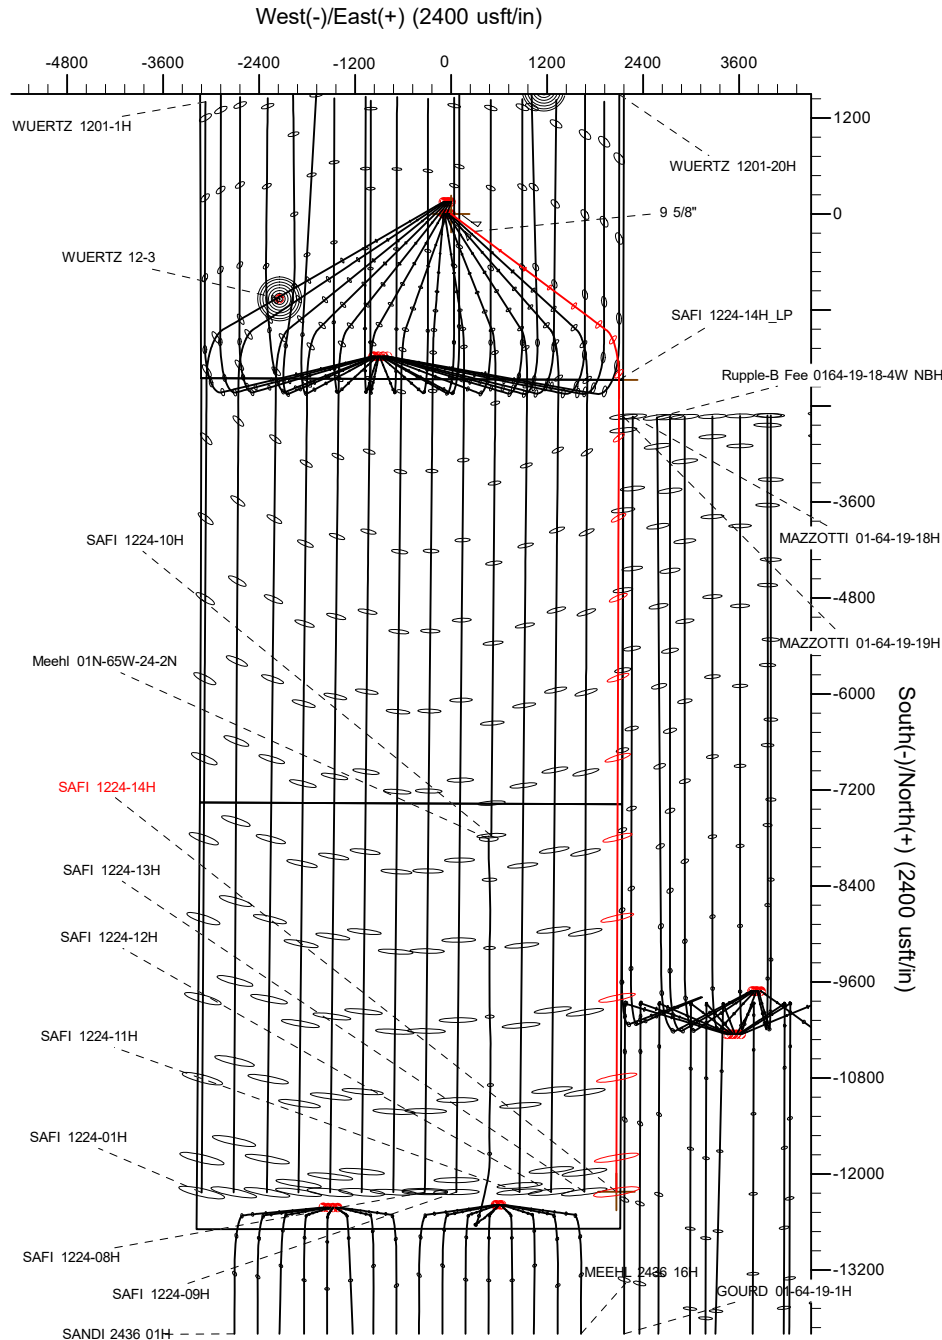 West(-)/East(+) (2400 usft/in)
-4800 -3600 -2400 -1200 0 1200 2400 3600
1200
WUERTZ 1201-1H
WUERTZ 1201-20H
0
9 5/8"
WUERTZ 12-3
SAFI 1224-14H_LP
Rupple-B Fee 0164-19-18-4W NBH
-3600
SAFI 1224-10H
MAZZOTTI 01-64-19-18H
-4800
MAZZOTTI 01-64-19-19H
Meehl 01N-65W-24-2N
-6000
South(-)/North(+) (2400 usft/in)
SAFI 1224-14H
-7200
SAFI 1224-13H
-8400
SAFI 1224-12H
-9600
SAFI 1224-11H
-10800
SAFI 1224-01H
-12000
SAFI 1224-08H
-13200
MEEHL 2436 16H
SAFI 1224-09H
GOURD 01-64-19-1H
SANDI 2436 01H